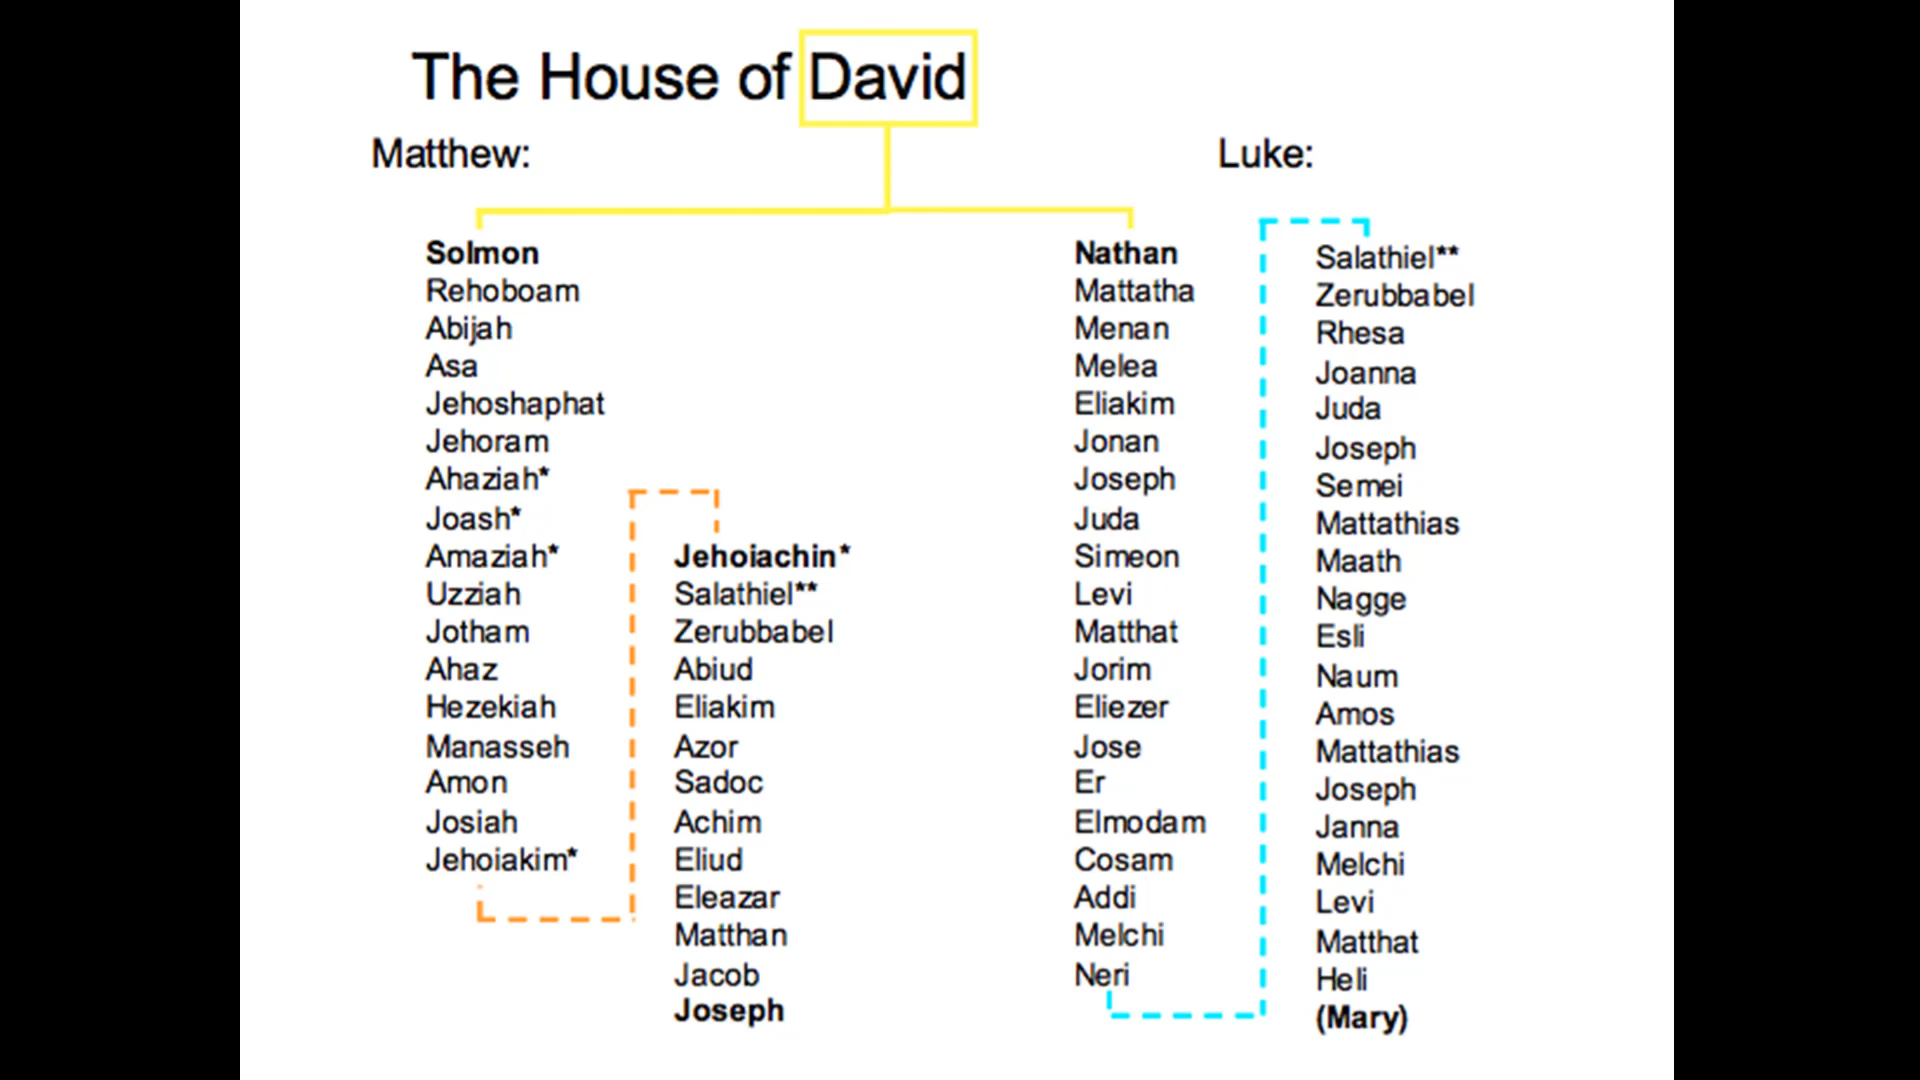 The House of David
Matthew:
Luke:
Solmon
Rehoboam
Abijah
Asa
Jehoshaphat
Jehoram
Ahaziah*
Joash*
Amaziah*
Uzziah
Jotham
Ahaz
Hezekiah
Manasseh
Amon
Josiah
Jehoiakim*
Jehoiachin*
Salathiel**
Zerubbabel
Abiud
Eliakim
Azor
Sadoc
Achim
Eliud
Eleazar
Matthan
Jacob
Joseph
Nathan
Mattatha
Menan
Melea
Eliakim
Jonan
Joseph
Juda
Simeon
Levi
Matthat
Jorim
Eliezer
Jose
Er
Elmodam
Cosam
Addi
Melchi
Neri
Salathiel**
Zerubbabel
Rhesa
Joanna
Juda
Joseph
Semei
Mattathias
Maath
Nagge
Esli
Naum
Amos
Mattathias
Joseph
Janna
Melchi
Levi
Matthat
Heli
(Mary)